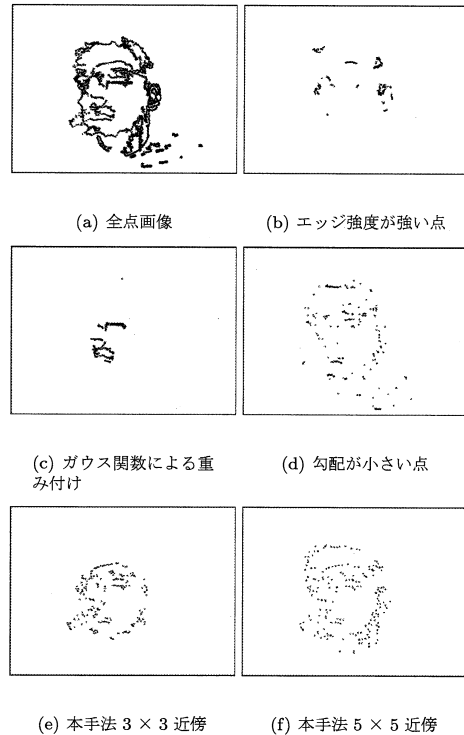 (a) 全点画像
(b) エッジ強度が強い点
(c) ガウス関数による重
み付け
(d) 勾配が小さい点
(e) 本手法 3 × 3 近傍
(f) 本手法 5 × 5 近傍